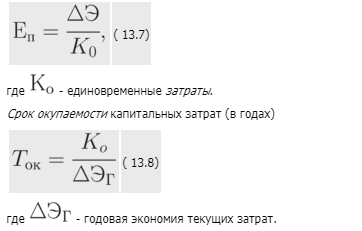 Eп = ΔЭ / K0, ( 13.7)
где Ko - единовременные затраты.
Срок окупаемости капитальных затрат (в годах)
Tок = Ko / ΔЭГ ( 13.8)
где ΔЭГ - годовая экономия текущих затрат.